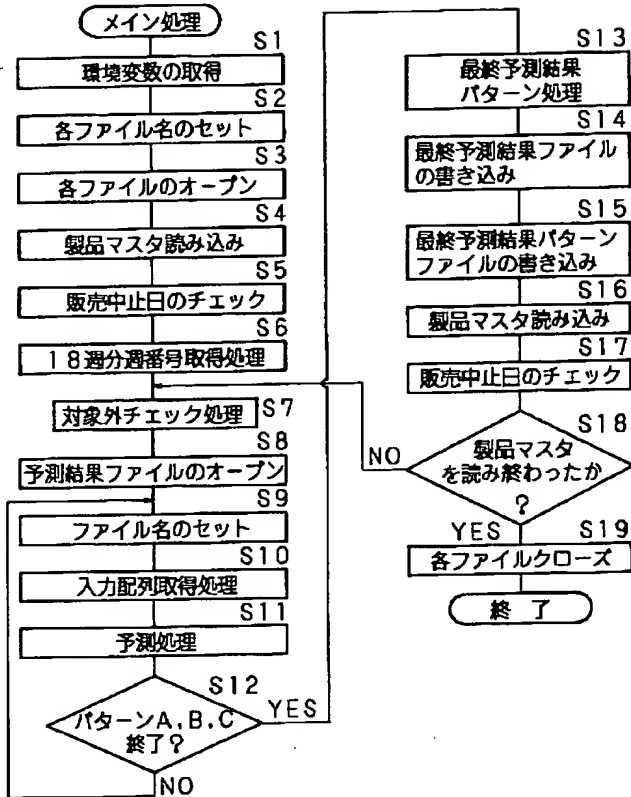 メイン処理
S1
環境変数の取得
S2
各ファイル名のセット
S3
各ファイルのオープン
S4
製品マスタ読み込み
S5
販売中止日のチェック
S6
18週分週番号取得処理
対象外チェック処理 S7
S8
予測結果ファイルのオープン
S9
ファイル名のセット
S10
入力配列取得処理
S11
予測処理
S12
パターンA,B,C
終了?
YES
NO
S13
最終予測結果
パターン処理
S14
最終予測結果ファイル
の書き込み
S15
最終予測結果パターン
ファイルの書き込み
S16
製品マスタ読み込み
S17
販売中止日のチェック
S18
製品マスタ
を読み終わったか
?
NO
YES
S19
各ファイルクローズ
終了